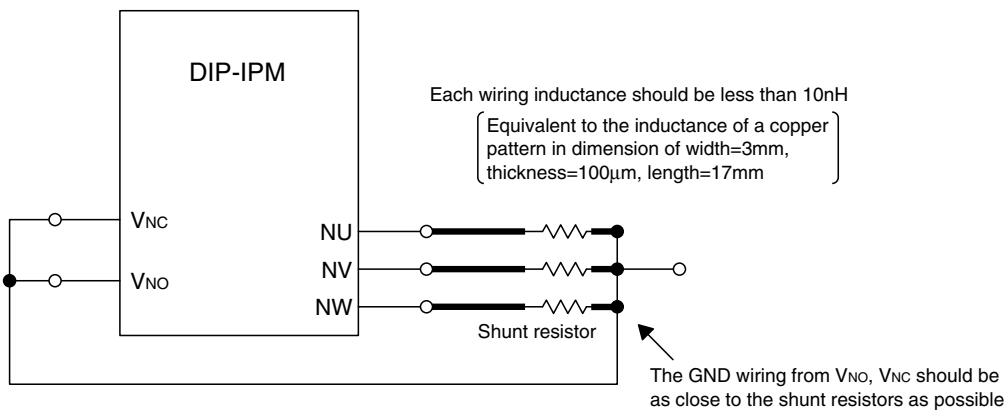 DIP-IPM
Each wiring inductance should be less than 10nH
Equivalent to the inductance of a copper
pattern in dimension of width=3mm,
thickness=100μm, length=17mm
VNC
NU
NV
VNO
NW
Shunt resistor
The GND wiring from VNO, VNC should be
as close to the shunt resistors as possible